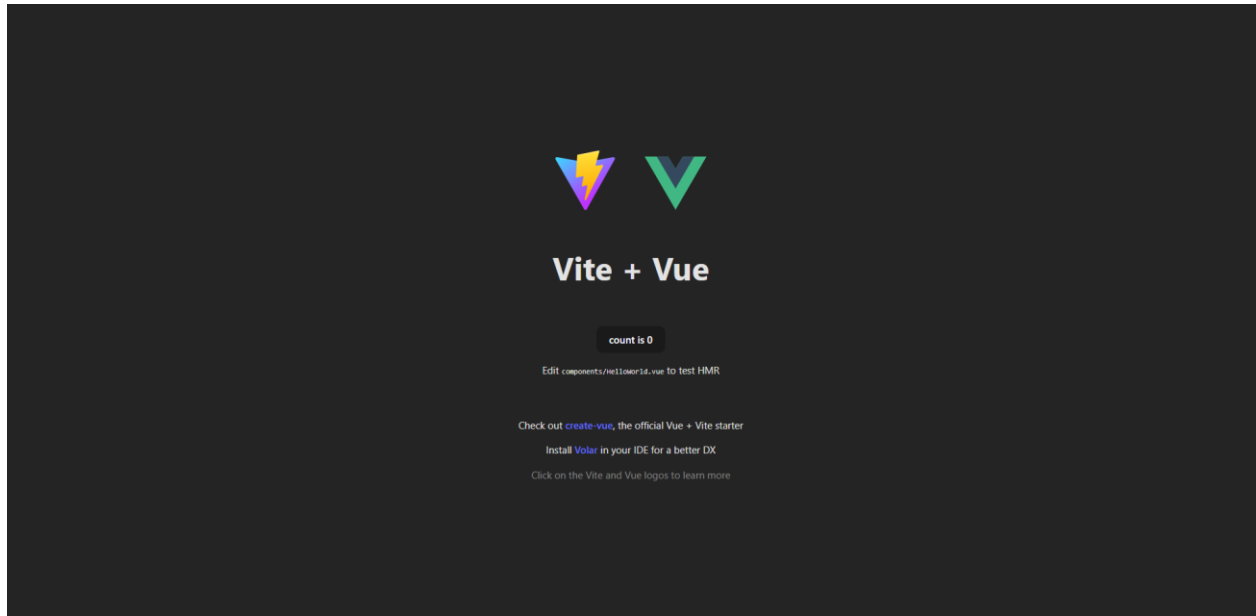 Vite + Vue
count is 0
Edit components/HelloWorld.vue to test HMR
Check out create-vue, the official Vue + Vite starter
Install Volar in your IDE for a better DX
Click on the Vite and Vue logos to learn more